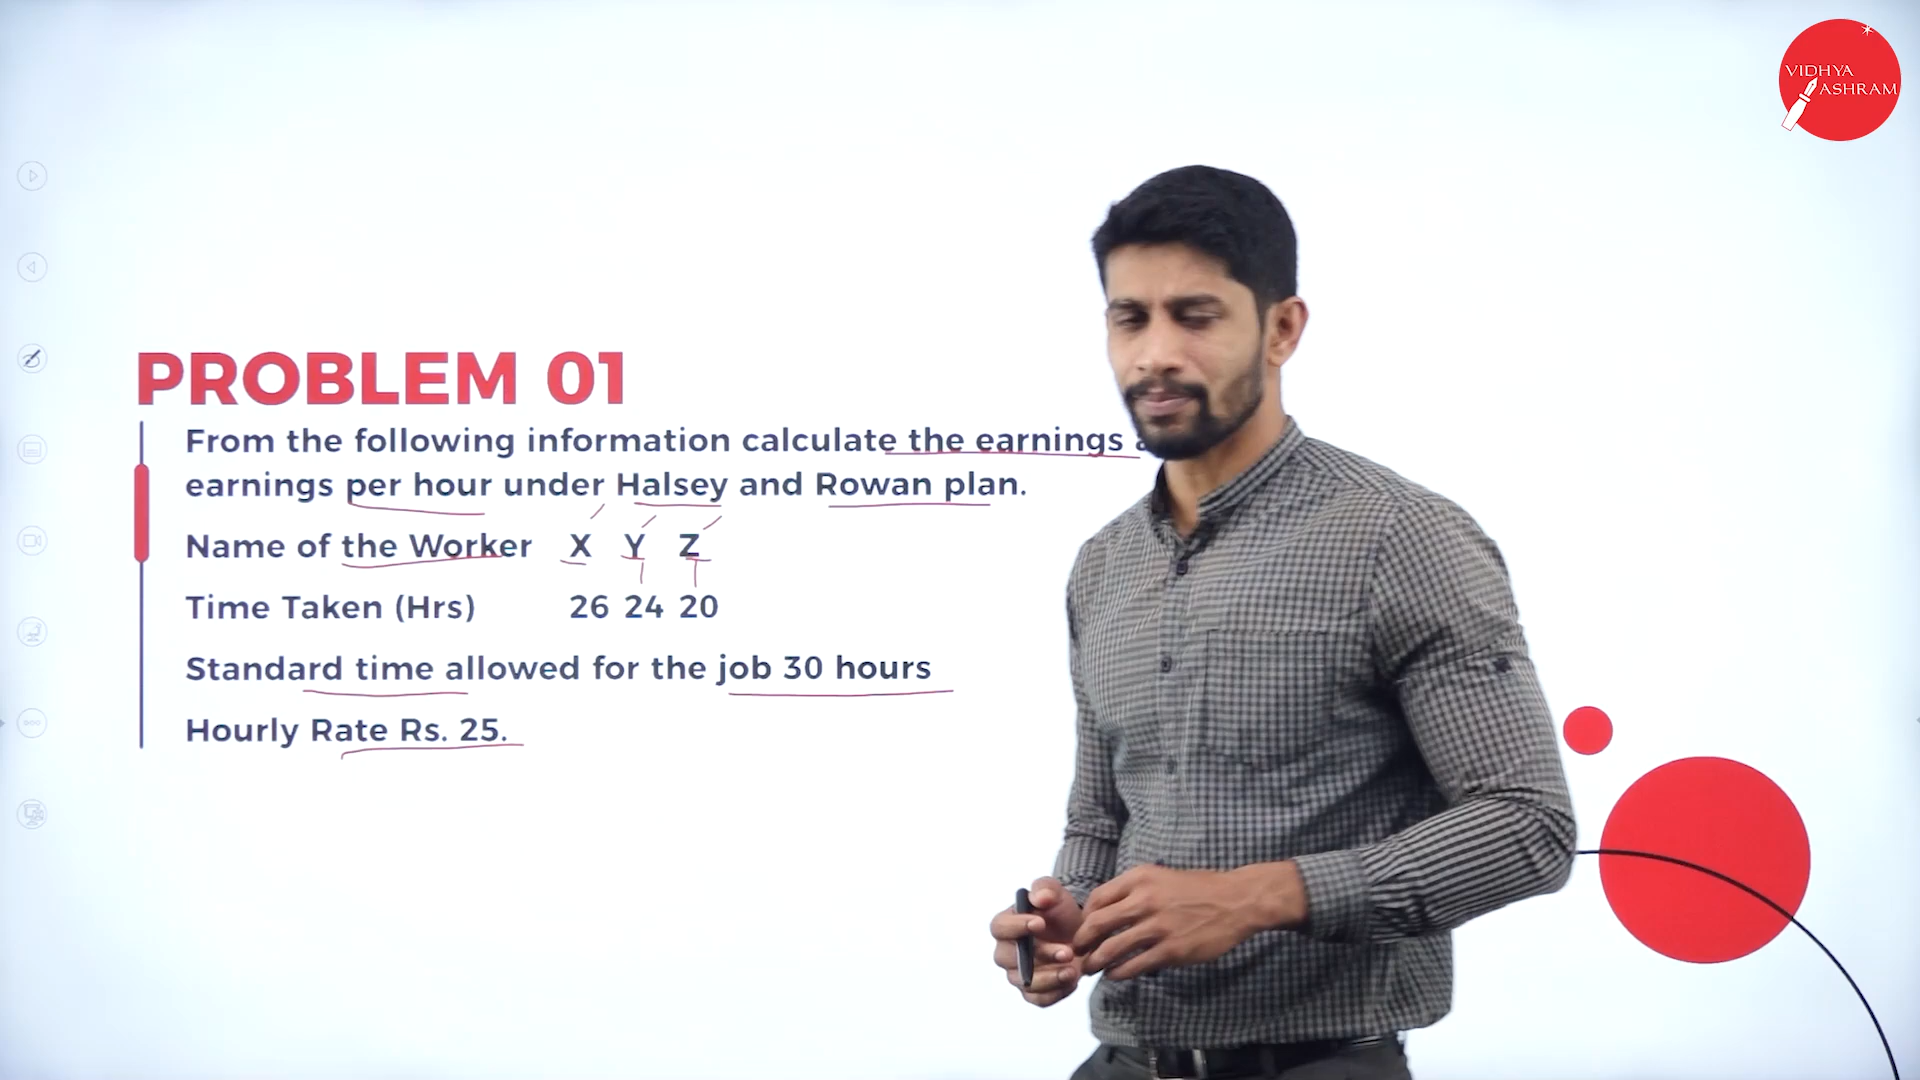 VIDHYA
ASHRAM
PROBLEM 01
From the following information calculate the earnings
earnings per hour under Halsey and Rowan plan.
Name of the Worker X Y Z
Time Taken (Hrs) 26 24 20
Standard time allowed for the job 30 hours
Hourly Rate Rs. 25.